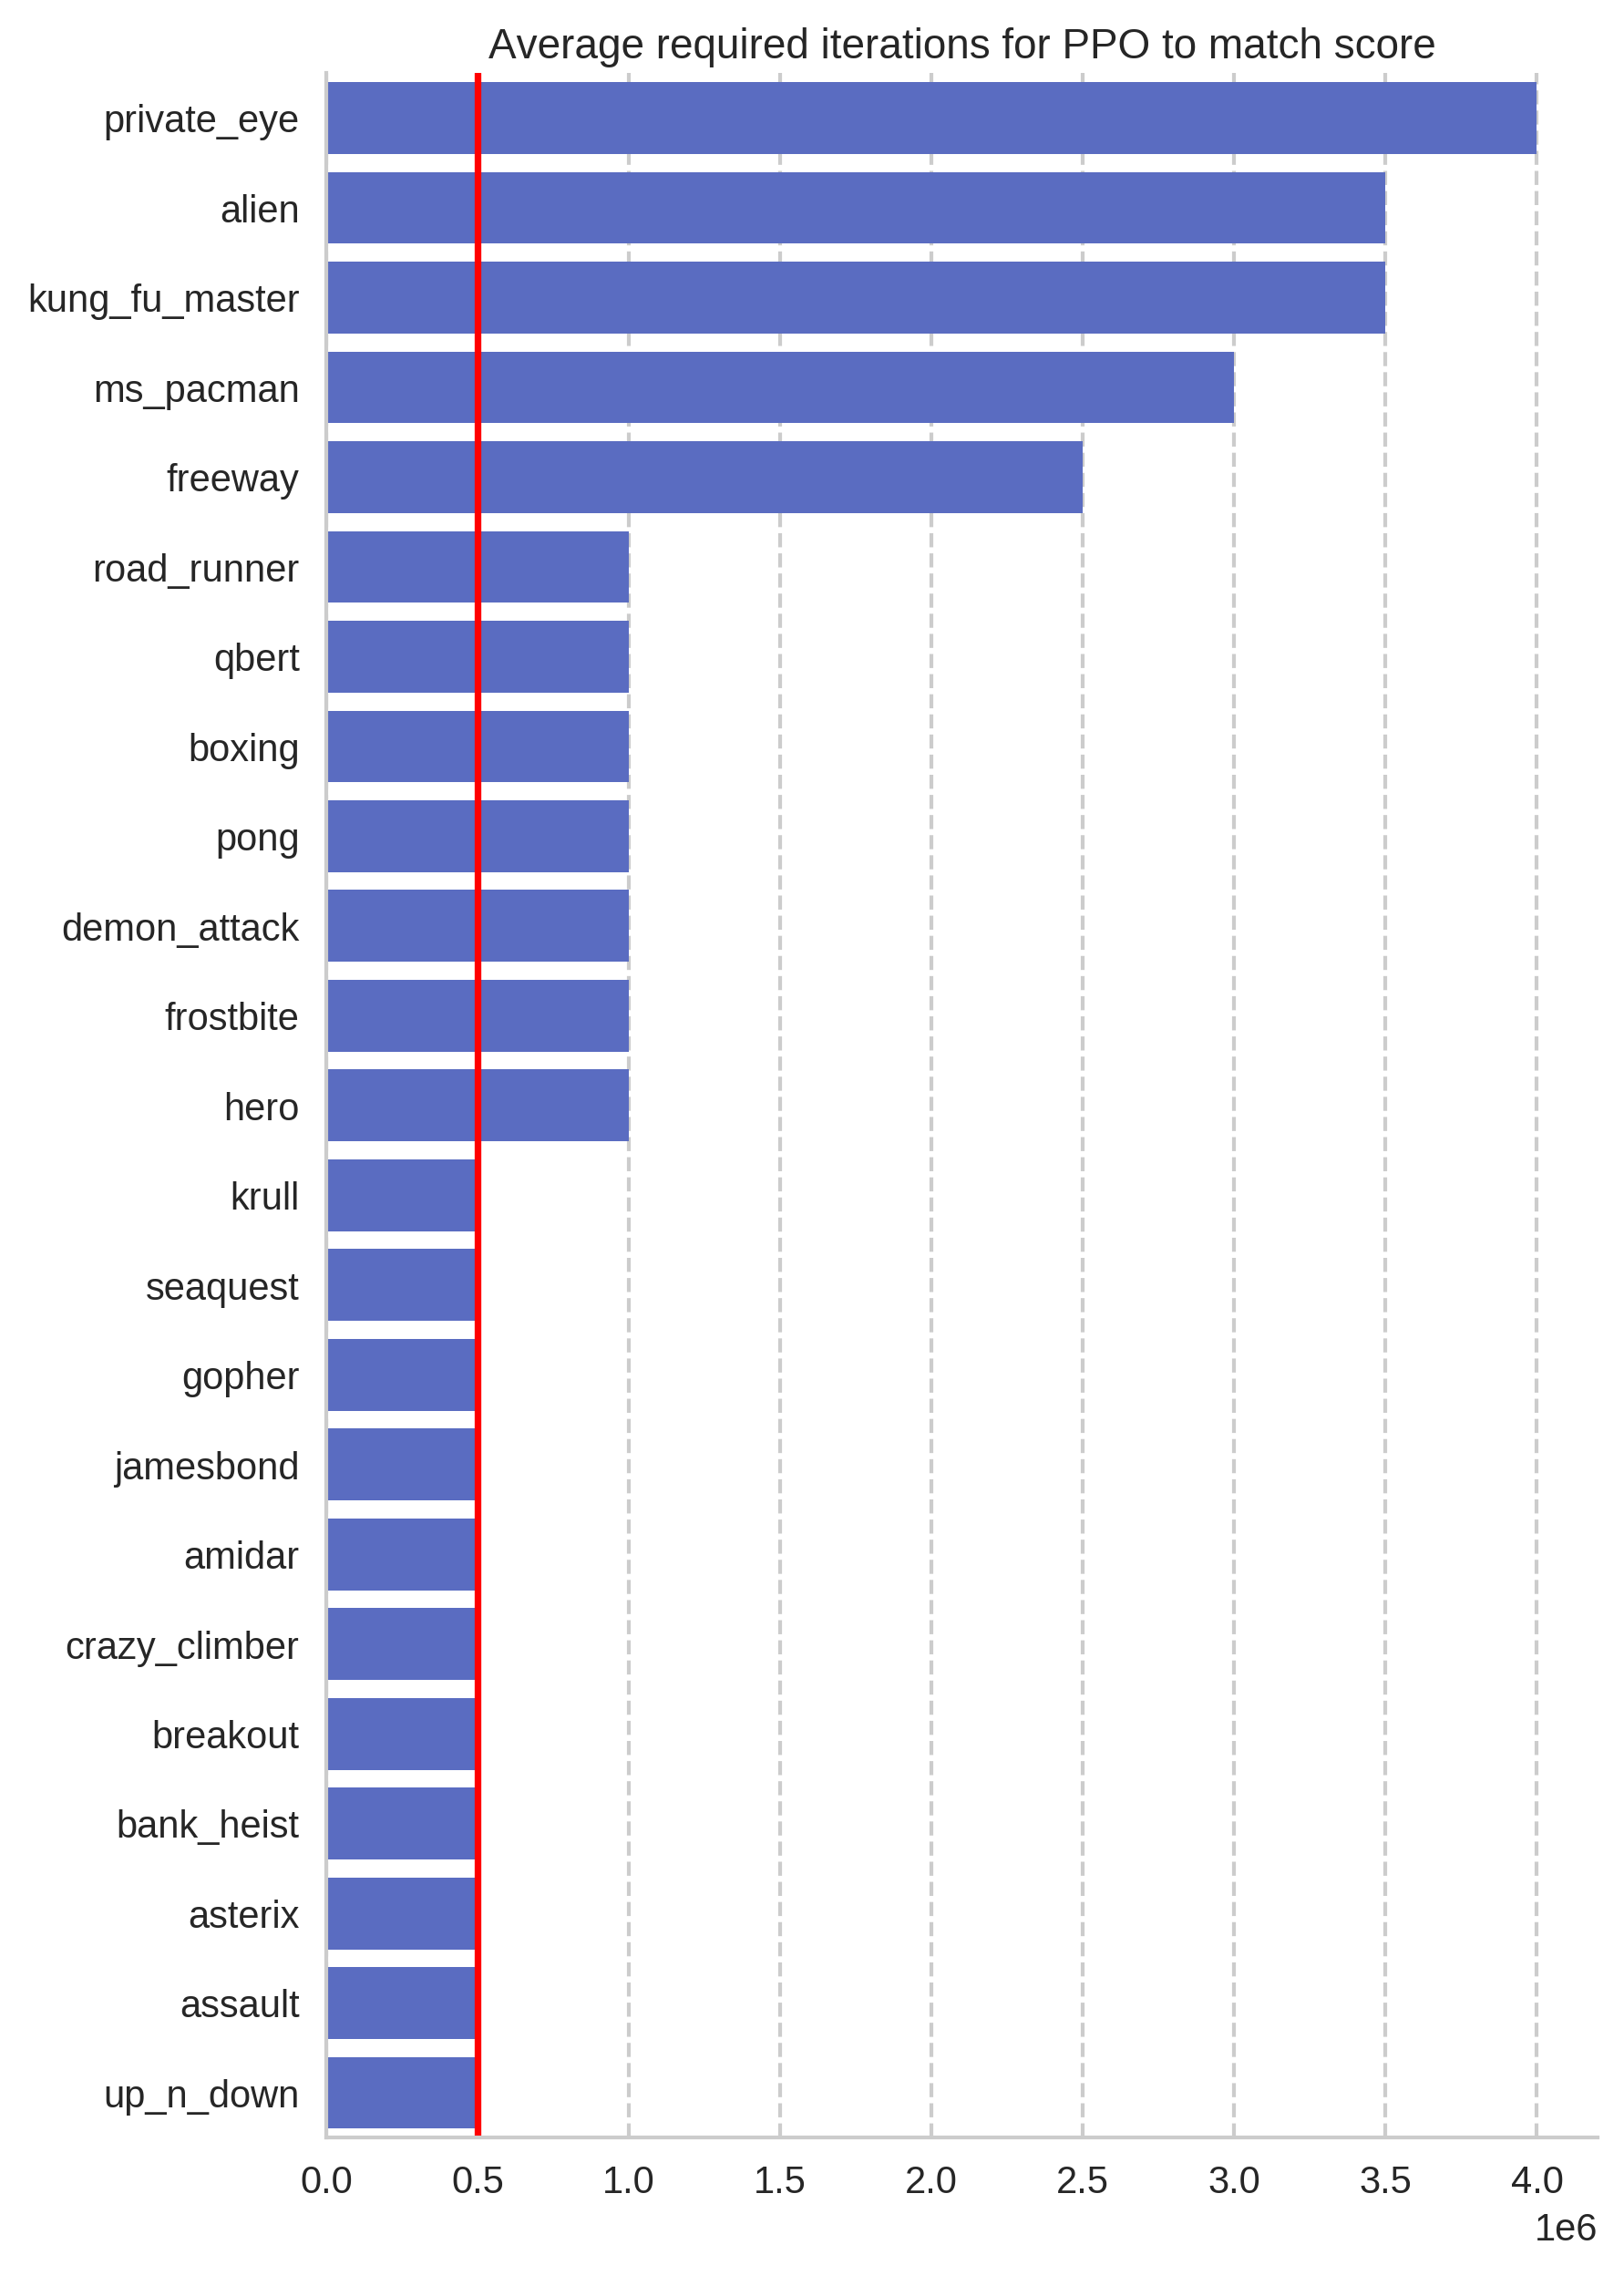 Average required iterations for PPO to match score
private_eye
alien
kung_fu_master
ms_pacman
freeway
road_runner
qbert
boxing
pong
demon_attack
frostbite
hero
krull
seaquest
gopher
jamesbond
amidar
crazy_climber
breakout
bank_heist
asterix
assault
up_n_down
0.0 0.5 1.0 1.5 2.0 2.5 3.0 3.5 4.0
1e6